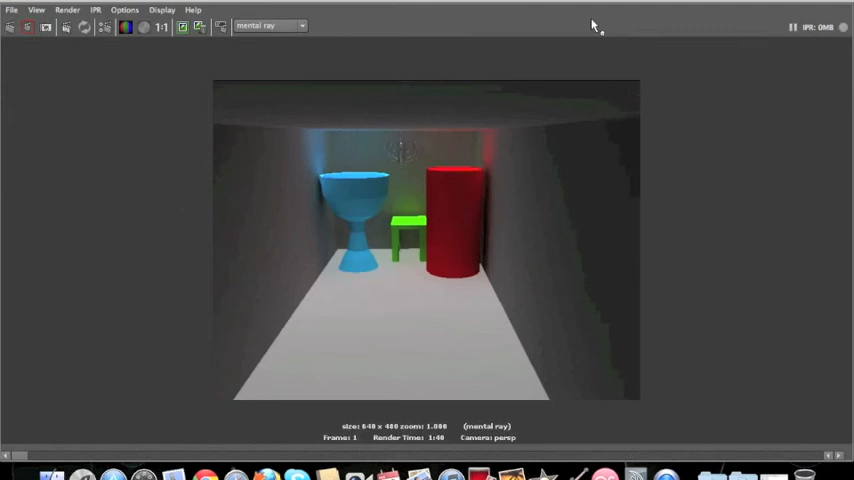 File View Render IPR Options Display Help
1:1 mental ray IPR: 0MB
size: 640 x 480 zoom: 1.000 (mental ray)
Frame: 1 Render Time: 1:40 Camera: persp